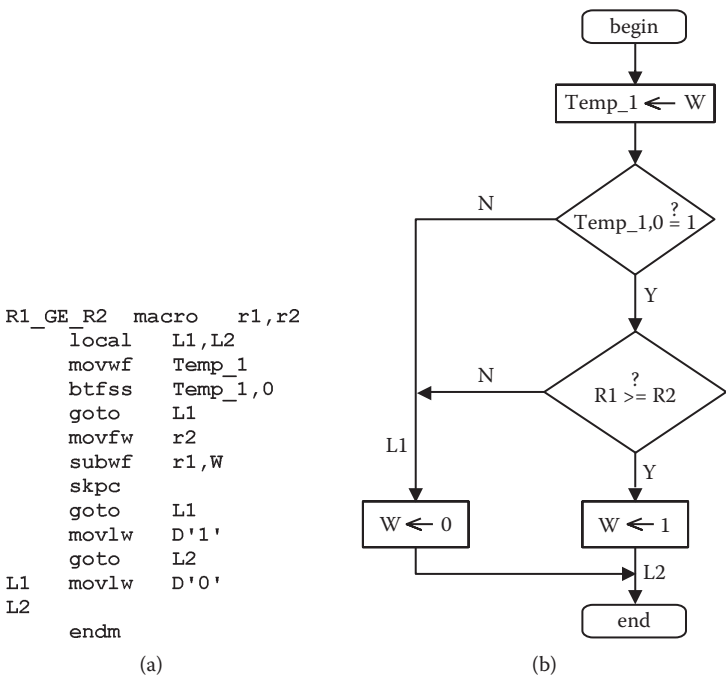 R1_GE_R2 macro r1,r2
local L1,L2
movwf Temp_1
btfss Temp_1,0
goto L1
movfw r2
subwf r1,W
skpc
goto L1
movlw D'1'
goto L2
L1 movlw D'0'
L2
endm
(a)
begin
Temp_1 ← W
?
Temp_1,0 = 1
N
Y
?
R1 >= R2
N
L1
Y
W ← 0
W ← 1
L2
end
(b)